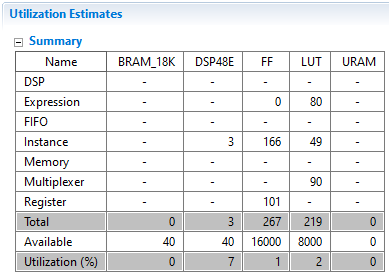 Utilization Estimates
Summary
Name BRAM_18K DSP48E FF LUT URAM
DSP - - - - -
Expression - - 0 80 -
FIFO - - - - -
Instance - 3 166 49 -
Memory - - - - -
Multiplexer - - - 90 -
Register - - 101 - -
Total 0 3 267 219 0
Available 40 40 16000 8000 0
Utilization (%) 0 7 1 2 0